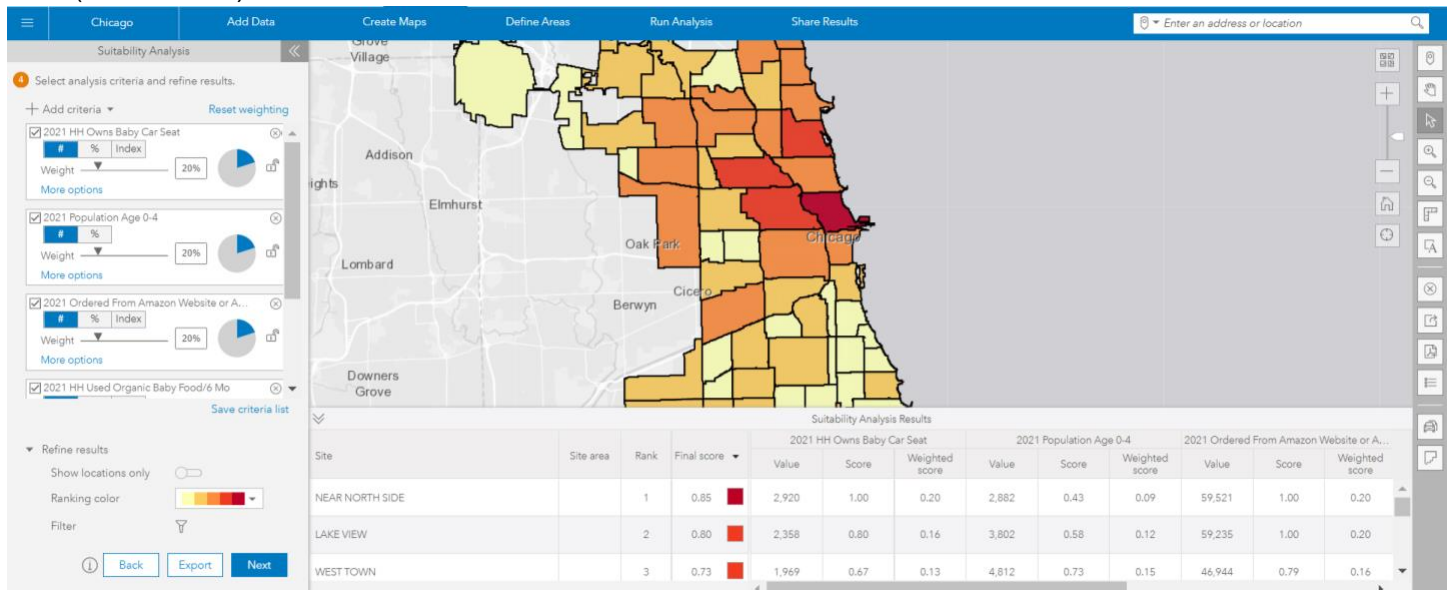 Chicago Add Data Create Maps Define Areas Run Analysis Share Results Enter an address or location
Suitability Analysis
4 Select analysis criteria and refine results.
+ Add criteria Reset weighting
2021 HH Owns Baby Car Seat
# % Index
Weight 20%
More options
2021 Population Age 0-4
# %
Weight 20%
More options
2021 Ordered From Amazon Website or A...
# % Index
Weight 20%
More options
2021 HH Used Organic Baby Food/6 Mo
Save criteria list
Refine results
Show locations only
Ranking color
Filter
Back Export Next
Grove
Village
Addison
ights
Elmhurst
Oak Park
Chicago
Lombard
Cicero
Berwyn
Downers
Grove
Suitability Analysis Results
Site Site area Rank Final score 2021 HH Owns Baby Car Seat 2021 Population Age 0-4 2021 Ordered From Amazon Website or A...
Value Score Weighted score Value Score Weighted score Value Score Weighted score
NEAR NORTH SIDE 1 0.85 2,920 1.00 0.20 2,882 0.43 0.09 59,521 1.00 0.20
LAKE VIEW 2 0.80 2,358 0.80 0.16 3,802 0.58 0.12 59,235 1.00 0.20
WEST TOWN 3 0.73 1,969 0.67 0.13 4,812 0.73 0.15 46,944 0.79 0.16